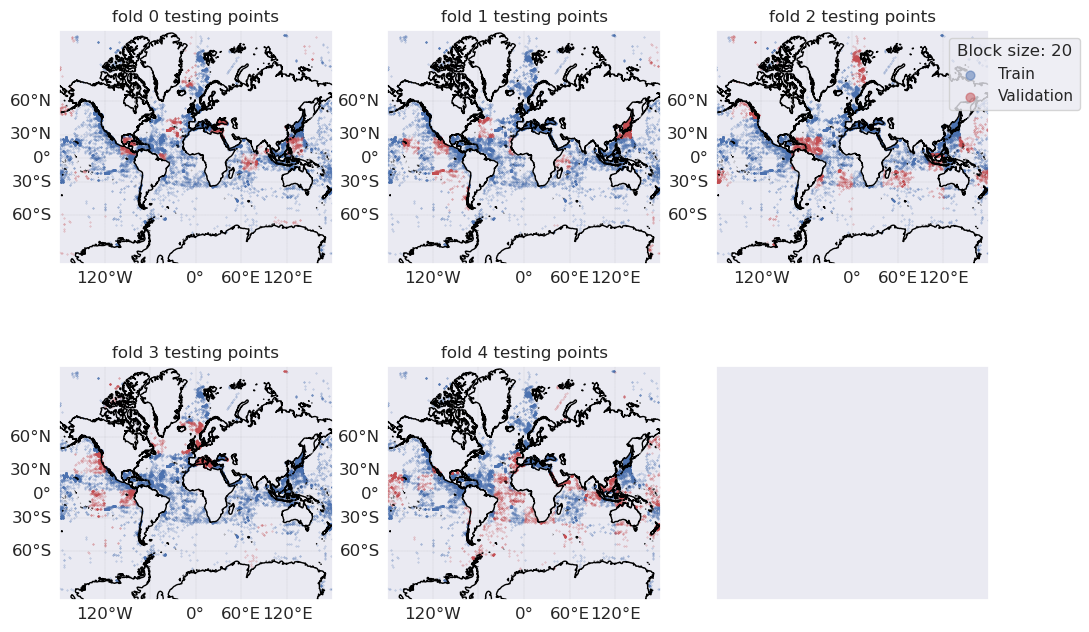 fold 0 testing points
fold 1 testing points
fold 2 testing points
Block size: 20
Train
Validation
60°N
30°N
0°
30°S
60°S
60°N
30°N
0°
30°S
60°S
60°N
30°N
0°
30°S
60°S
120°W 0° 60°E 120°E
120°W 0° 60°E 120°E
120°W 0° 60°E 120°E
fold 3 testing points
fold 4 testing points
60°N
30°N
0°
30°S
60°S
60°N
30°N
0°
30°S
60°S
120°W 0° 60°E 120°E
120°W 0° 60°E 120°E